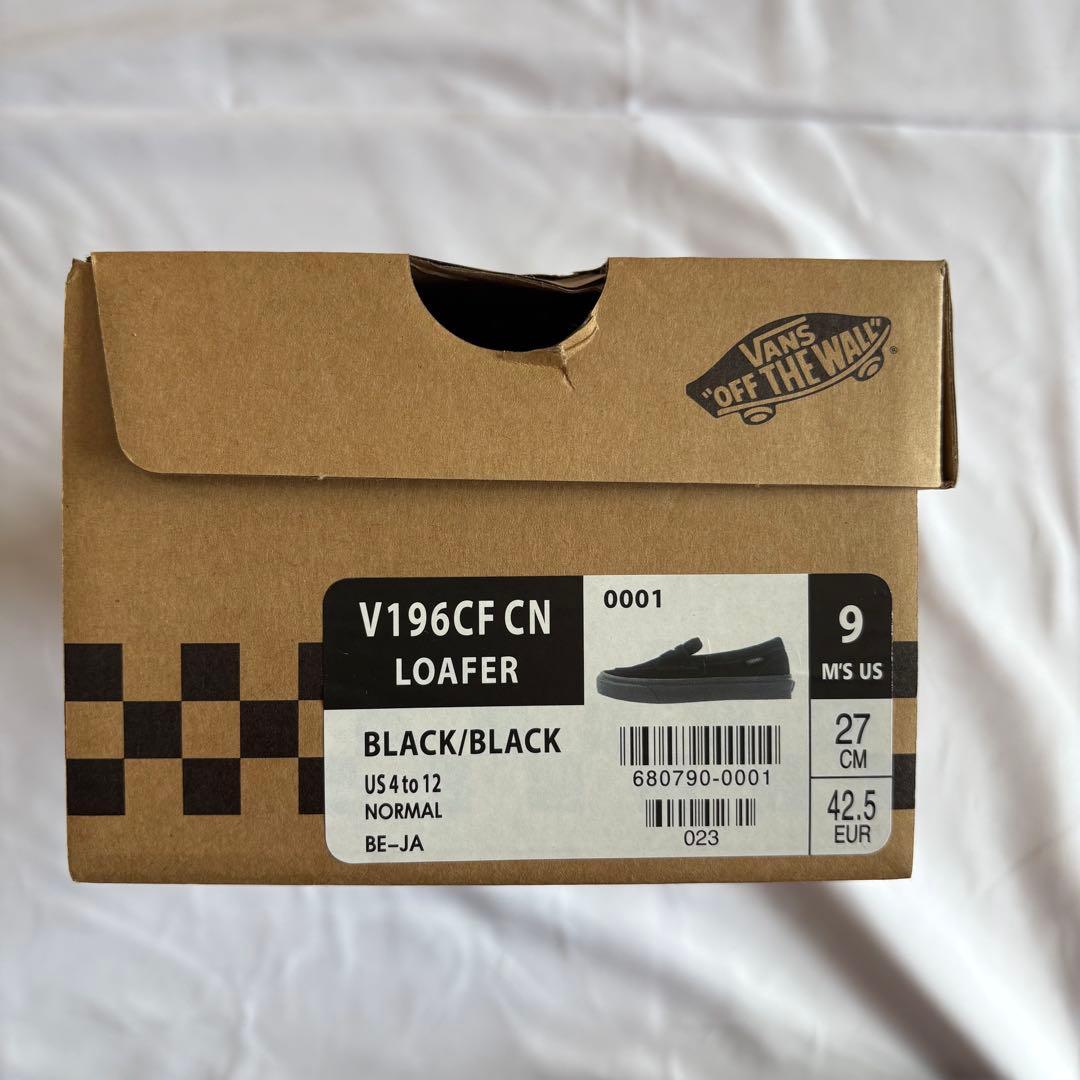 VANS
"OFF THE WALL"
®
V196CF CN
LOAFER
0001
9
M'S US
BLACK/BLACK
US 4 to 12
NORMAL
BE-JA
680790-0001
023
27
CM
42.5
EUR